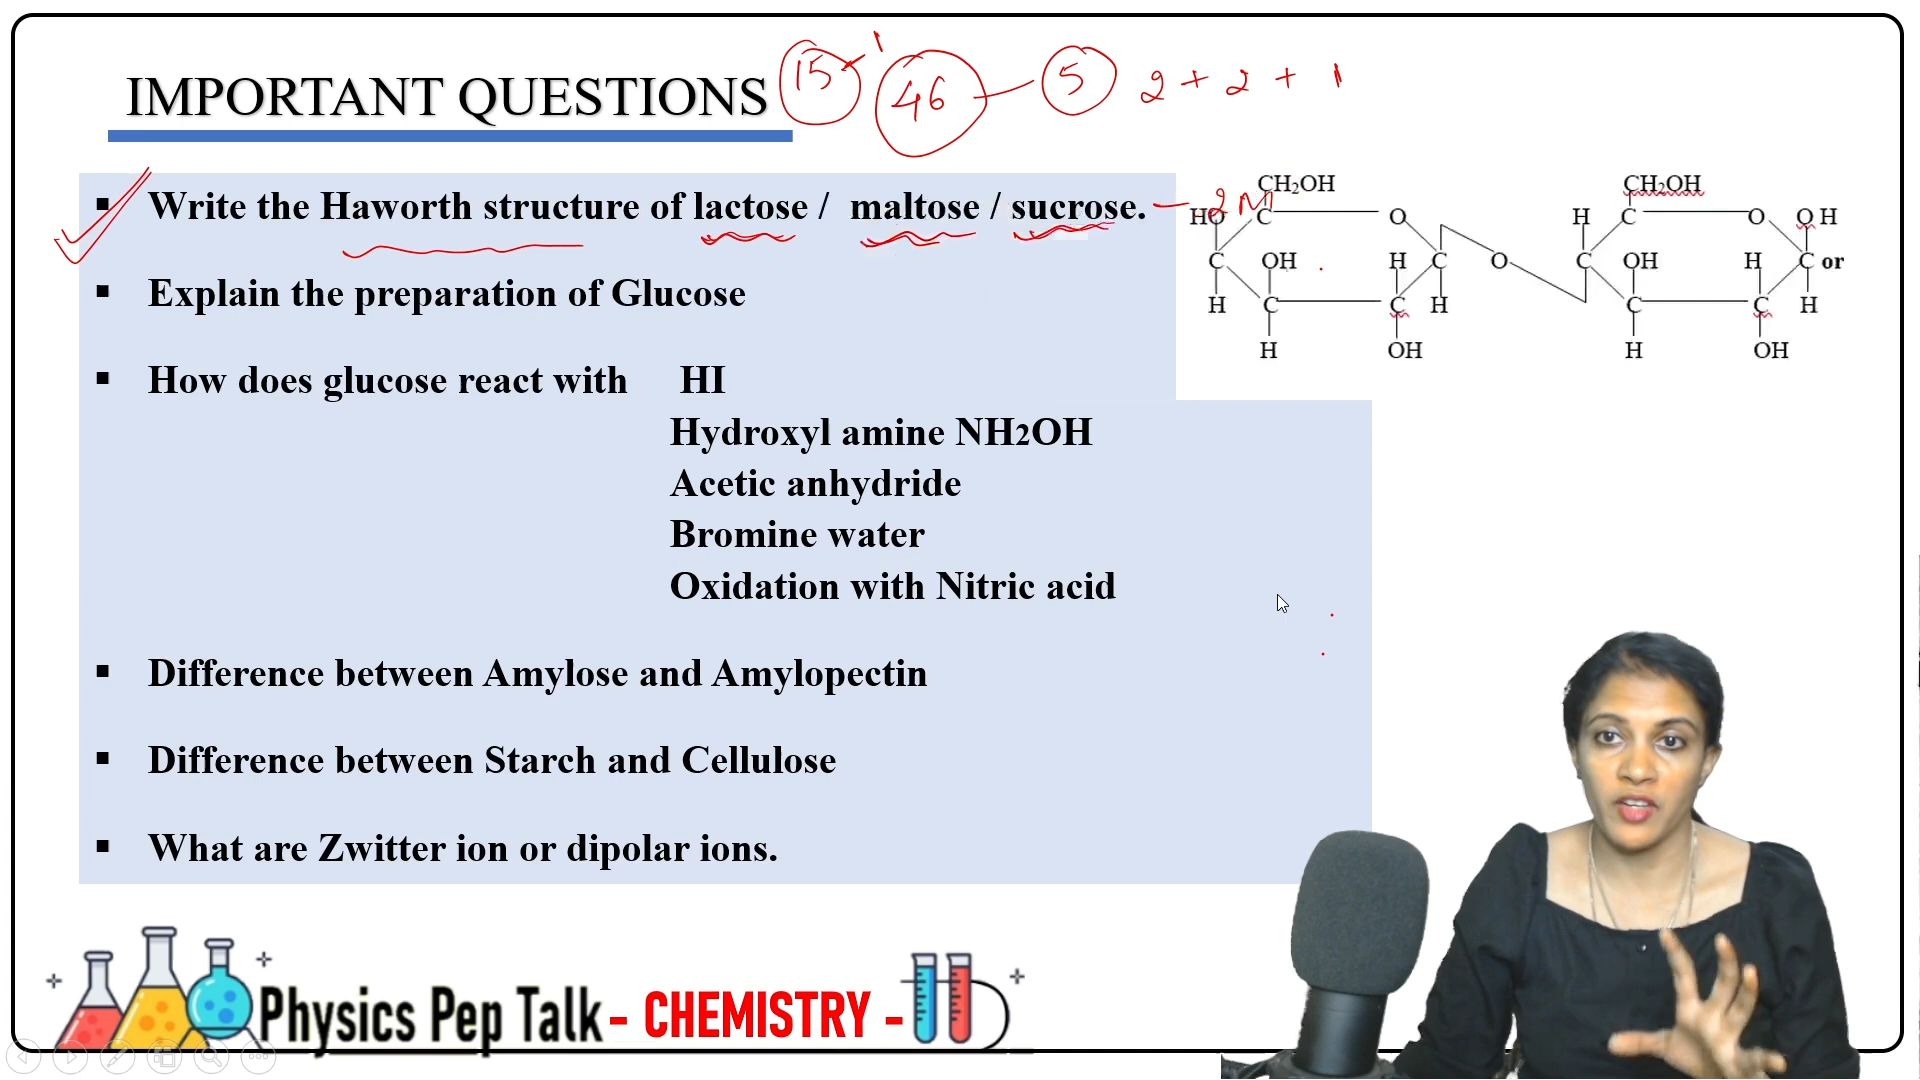 IMPORTANT QUESTIONS
15 1 46 — 5 2 + 2 + 1
▪ Write the Haworth structure of lactose / maltose / sucrose. – 2 M
▪ Explain the preparation of Glucose
▪ How does glucose react with HI
Hydroxyl amine NH2OH
Acetic anhydride
Bromine water
Oxidation with Nitric acid
▪ Difference between Amylose and Amylopectin
▪ Difference between Starch and Cellulose
▪ What are Zwitter ion or dipolar ions.
CH₂OH CH₂OH
HO C O H C O OH
C OH H C O C OH H C or
H C C H C C H
H OH H OH
Physics Pep Talk - CHEMISTRY -